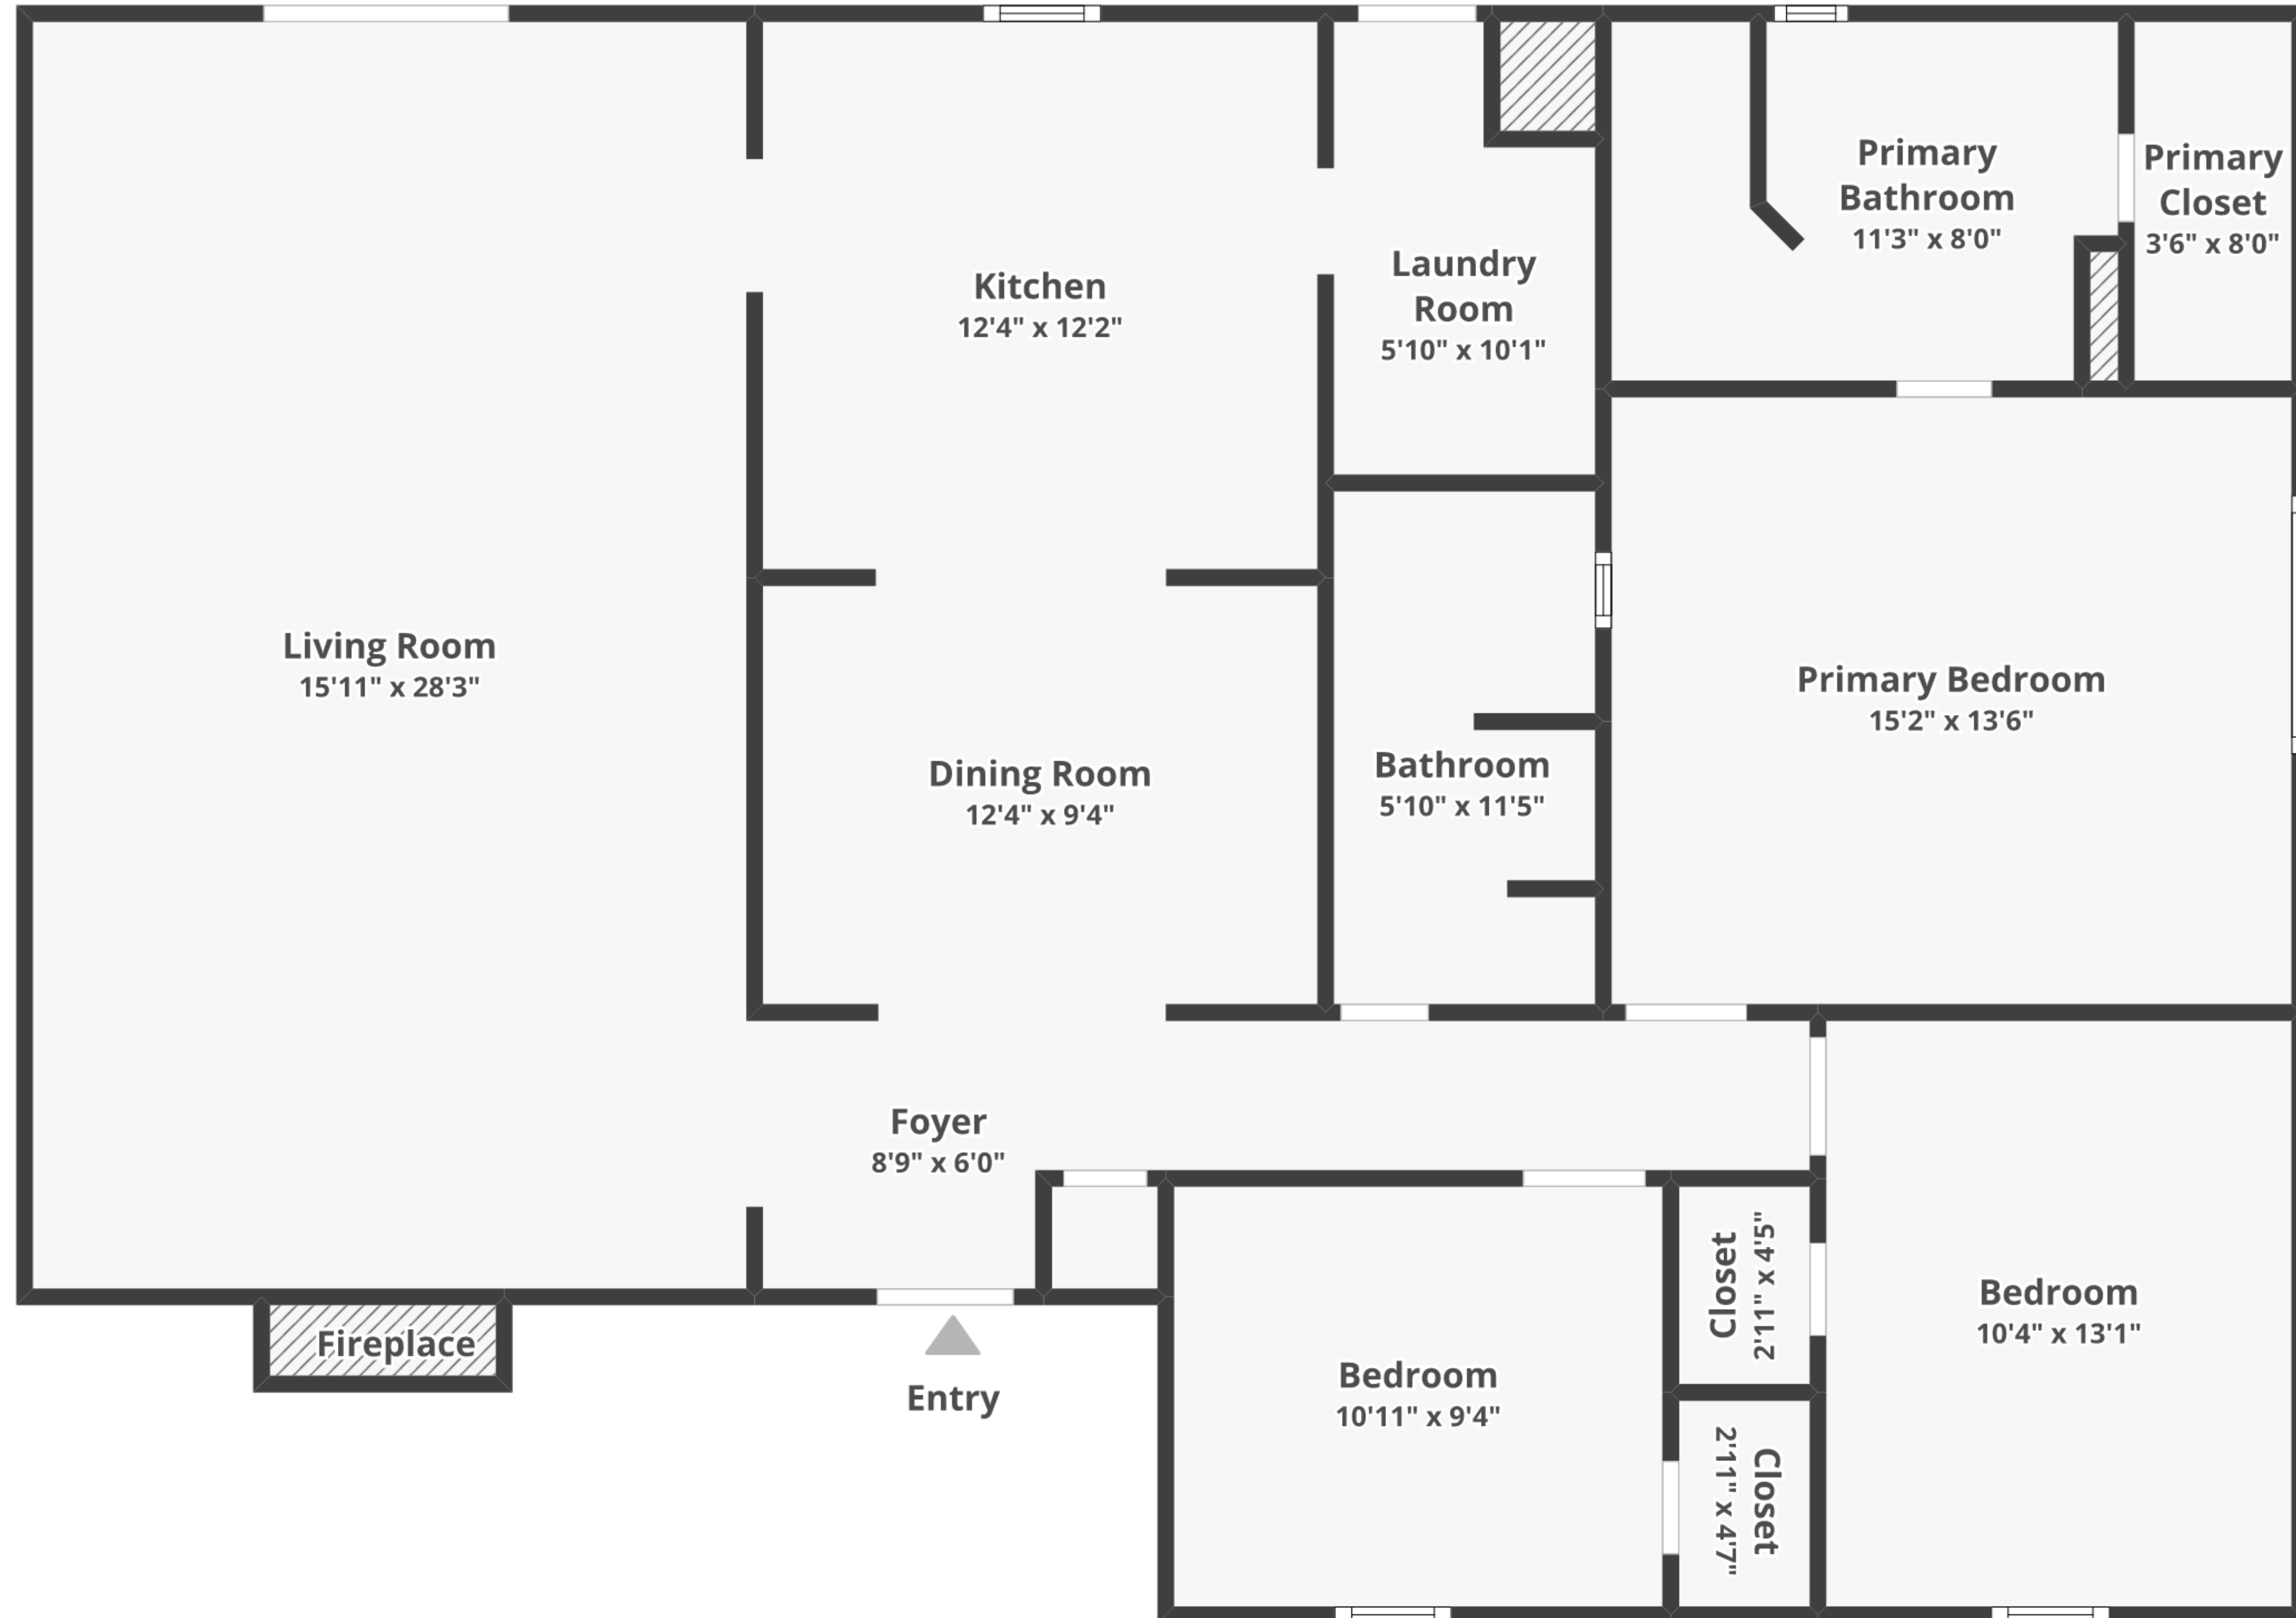 Primary
Bathroom
11'3" x 8'0"
Primary
Closet
3'6" x 8'0"
Kitchen
12'4" x 12'2"
Laundry
Room
5'10" x 10'1"
Living Room
15'11" x 28'3"
Primary Bedroom
15'2" x 13'6"
Dining Room
12'4" x 9'4"
Bathroom
5'10" x 11'5"
Foyer
8'9" x 6'0"
Closet
2'11" x 4'5"
Bedroom
10'4" x 13'1"
Fireplace
Entry
Bedroom
10'11" x 9'4"
Closet
2'11" x 4'7"